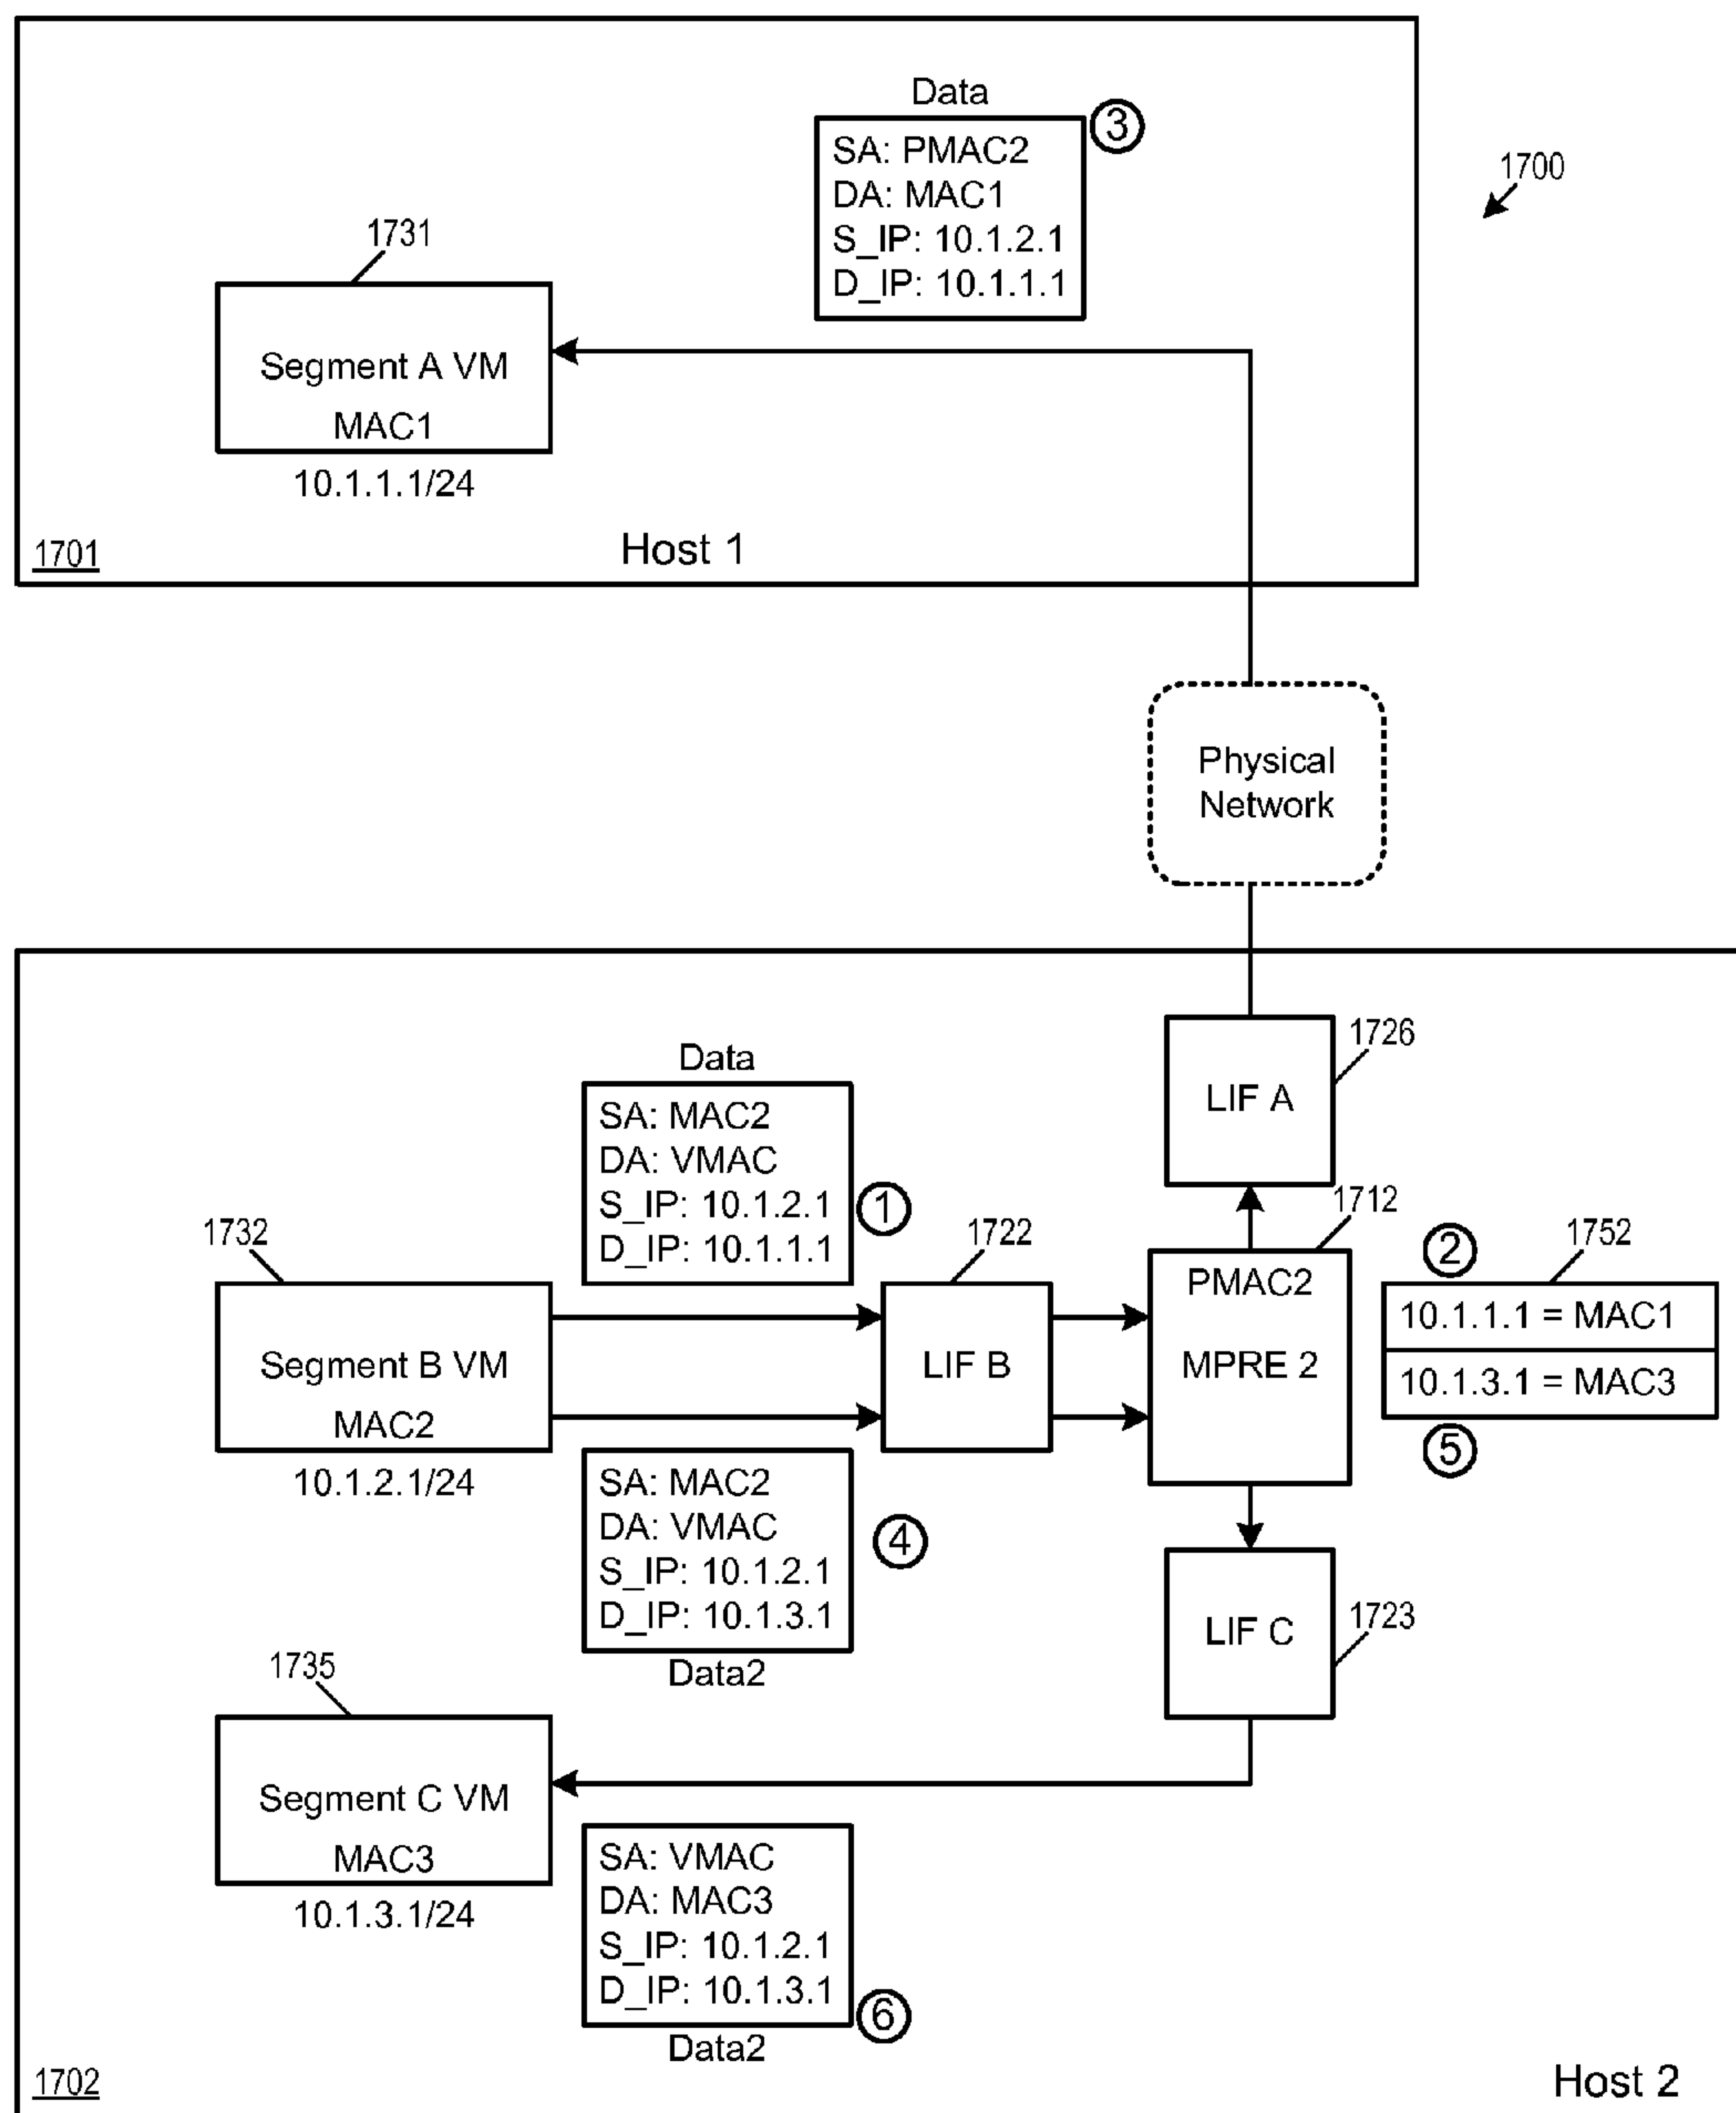 Data
3
SA: PMAC2
DA: MAC1
S_IP: 10.1.2.1
D_IP: 10.1.1.1
1700
1731
Segment A VM
MAC1
10.1.1.1/24
1701
Host 1
Physical
Network
1726
LIF A
Data
SA: MAC2
DA: VMAC
S_IP: 10.1.2.1
D_IP: 10.1.1.1
1
1732
Segment B VM
MAC2
10.1.2.1/24
1722
LIF B
1712
PMAC2
MPRE 2
2
1752
10.1.1.1 = MAC1
10.1.3.1 = MAC3
5
SA: MAC2
DA: VMAC
S_IP: 10.1.2.1
D_IP: 10.1.3.1
Data2
4
1723
LIF C
1735
Segment C VM
MAC3
10.1.3.1/24
SA: VMAC
DA: MAC3
S_IP: 10.1.2.1
D_IP: 10.1.3.1
6
Data2
1702
Host 2